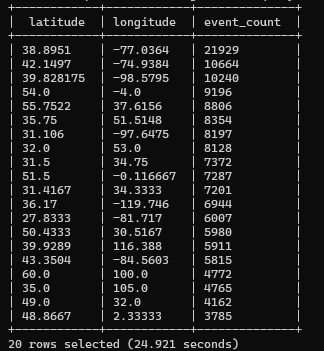 +-----------+------------+--------------+
| latitude | longitude | event_count |
+-----------+------------+--------------+
| 38.8951 | -77.0364 | 21929 |
| 42.1497 | -74.9384 | 10664 |
| 39.828175 | -98.5795 | 10240 |
| 54.0 | -4.0 | 9196 |
| 55.7522 | 37.6156 | 8806 |
| 35.75 | 51.5148 | 8354 |
| 31.106 | -97.6475 | 8197 |
| 32.0 | 53.0 | 8128 |
| 31.5 | 34.75 | 7372 |
| 51.5 | -0.116667 | 7287 |
| 31.4167 | 34.3333 | 7201 |
| 36.17 | -119.746 | 6944 |
| 27.8333 | -81.717 | 6007 |
| 50.4333 | 30.5167 | 5980 |
| 39.9289 | 116.388 | 5911 |
| 43.3504 | -84.5603 | 5815 |
| 60.0 | 100.0 | 4772 |
| 35.0 | 105.0 | 4765 |
| 49.0 | 32.0 | 4162 |
| 48.8667 | 2.33333 | 3785 |
+-----------+------------+--------------+
20 rows selected (24.921 seconds)